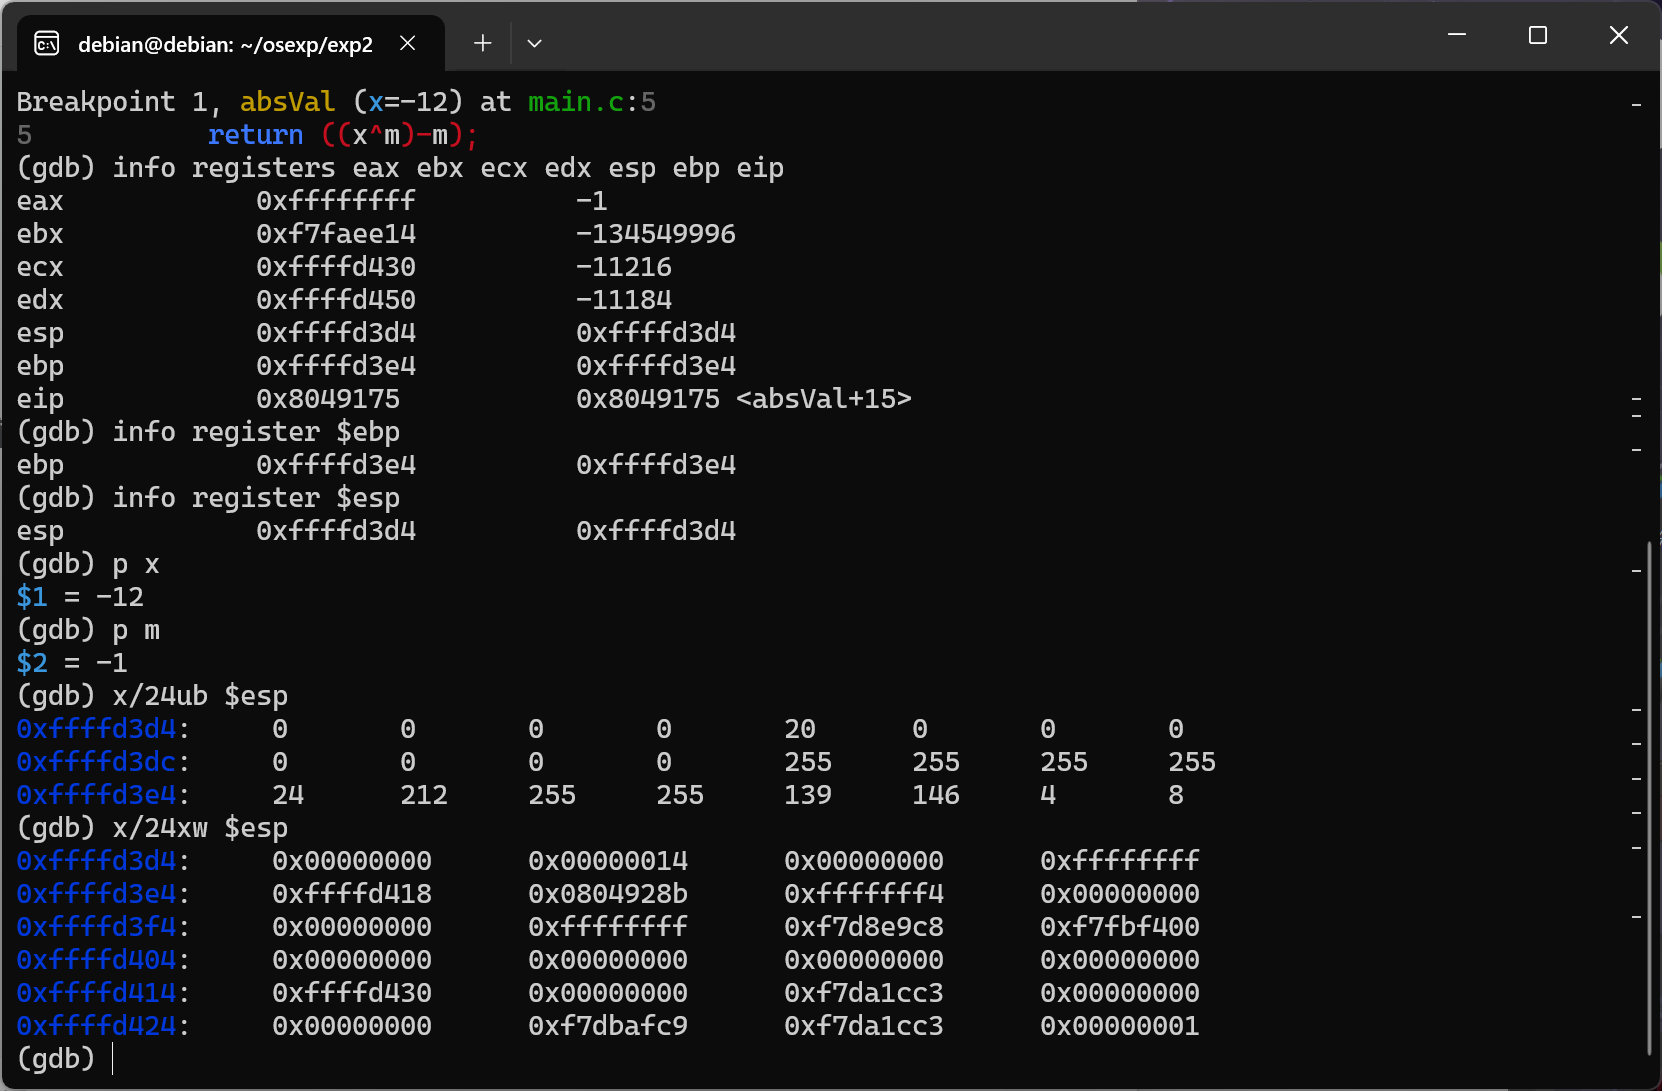 debian@debian: ~/osexp/exp2
Breakpoint 1, absVal (x=-12) at main.c:5
5           return ((x^m)-m);
(gdb) info registers eax ebx ecx edx esp ebp eip
eax            0xffffffff          -1
ebx            0xf7faee14          -134549996
ecx            0xffffd430          -11216
edx            0xffffd450          -11184
esp            0xffffd3d4          0xffffd3d4
ebp            0xffffd3e4          0xffffd3e4
eip            0x8049175           0x8049175 <absVal+15>
(gdb) info register $ebp
ebp            0xffffd3e4          0xffffd3e4
(gdb) info register $esp
esp            0xffffd3d4          0xffffd3d4
(gdb) p x
$1 = -12
(gdb) p m
$2 = -1
(gdb) x/24ub $esp
0xffffd3d4:     0       0       0       0       20      0       0       0
0xffffd3dc:     0       0       0       0       255     255     255     255
0xffffd3e4:     24      212     255     255     139     146     4       8
(gdb) x/24xw $esp
0xffffd3d4:     0x00000000      0x00000014      0x00000000      0xffffffff
0xffffd3e4:     0xffffd418      0x0804928b      0xfffffff4      0x00000000
0xffffd3f4:     0x00000000      0xffffffff      0xf7d8e9c8      0xf7fbf400
0xffffd404:     0x00000000      0x00000000      0x00000000      0x00000000
0xffffd414:     0xffffd430      0x00000000      0xf7da1cc3      0x00000000
0xffffd424:     0x00000000      0xf7dbafc9      0xf7da1cc3      0x00000001
(gdb)